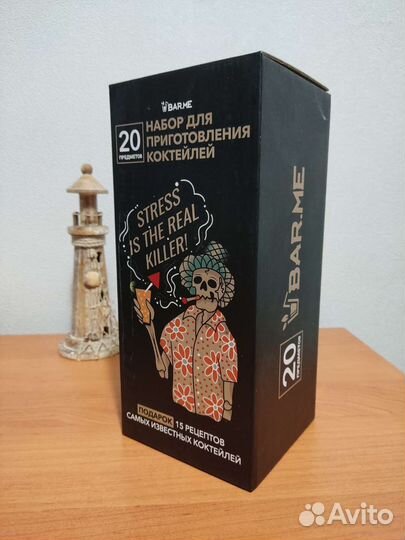 BAR.ME
20
ПРЕДМЕТОВ
НАБОР ДЛЯ
ПРИГОТОВЛЕНИЯ
КОКТЕЙЛЕЙ
STRESS
IS THE REAL
KILLER!
ПОДАРОК 15 РЕЦЕПТОВ
САМЫХ ИЗВЕСТНЫХ КОКТЕЙЛЕЙ
BAR.ME
20
ПРЕДМЕТОВ
Avito